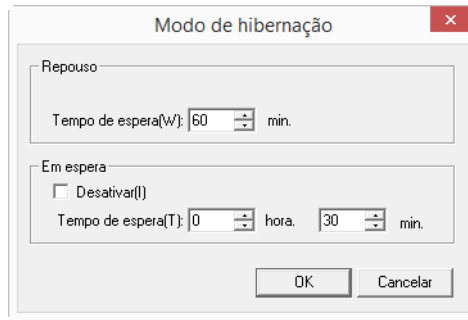 Modo de hibernação
Repouso
Tempo de espera(W): 60 min.
Em espera
Desativar(I)
Tempo de espera(T): 0 hora. 30 min.
OK Cancelar